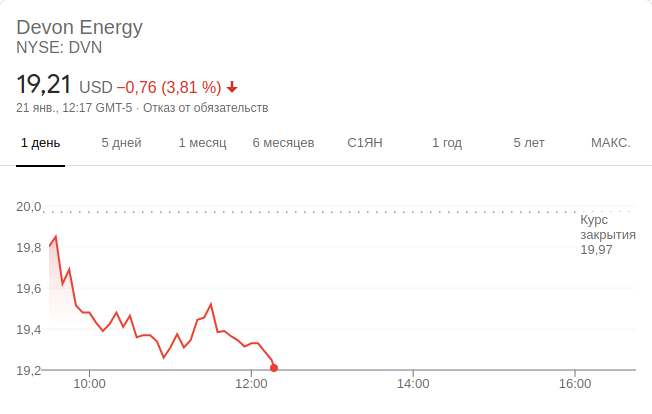 Devon Energy
NYSE: DVN
19,21 USD −0,76 (3,81 %)
21 янв., 12:17 GMT-5 · Отказ от обязательств
1 день 5 дней 1 месяц 6 месяцев С1ЯН 1 год 5 лет МАКС.
20,0
Курс
закрытия
19,97
19,8
19,6
19,4
19,2
10:00 12:00 14:00 16:00